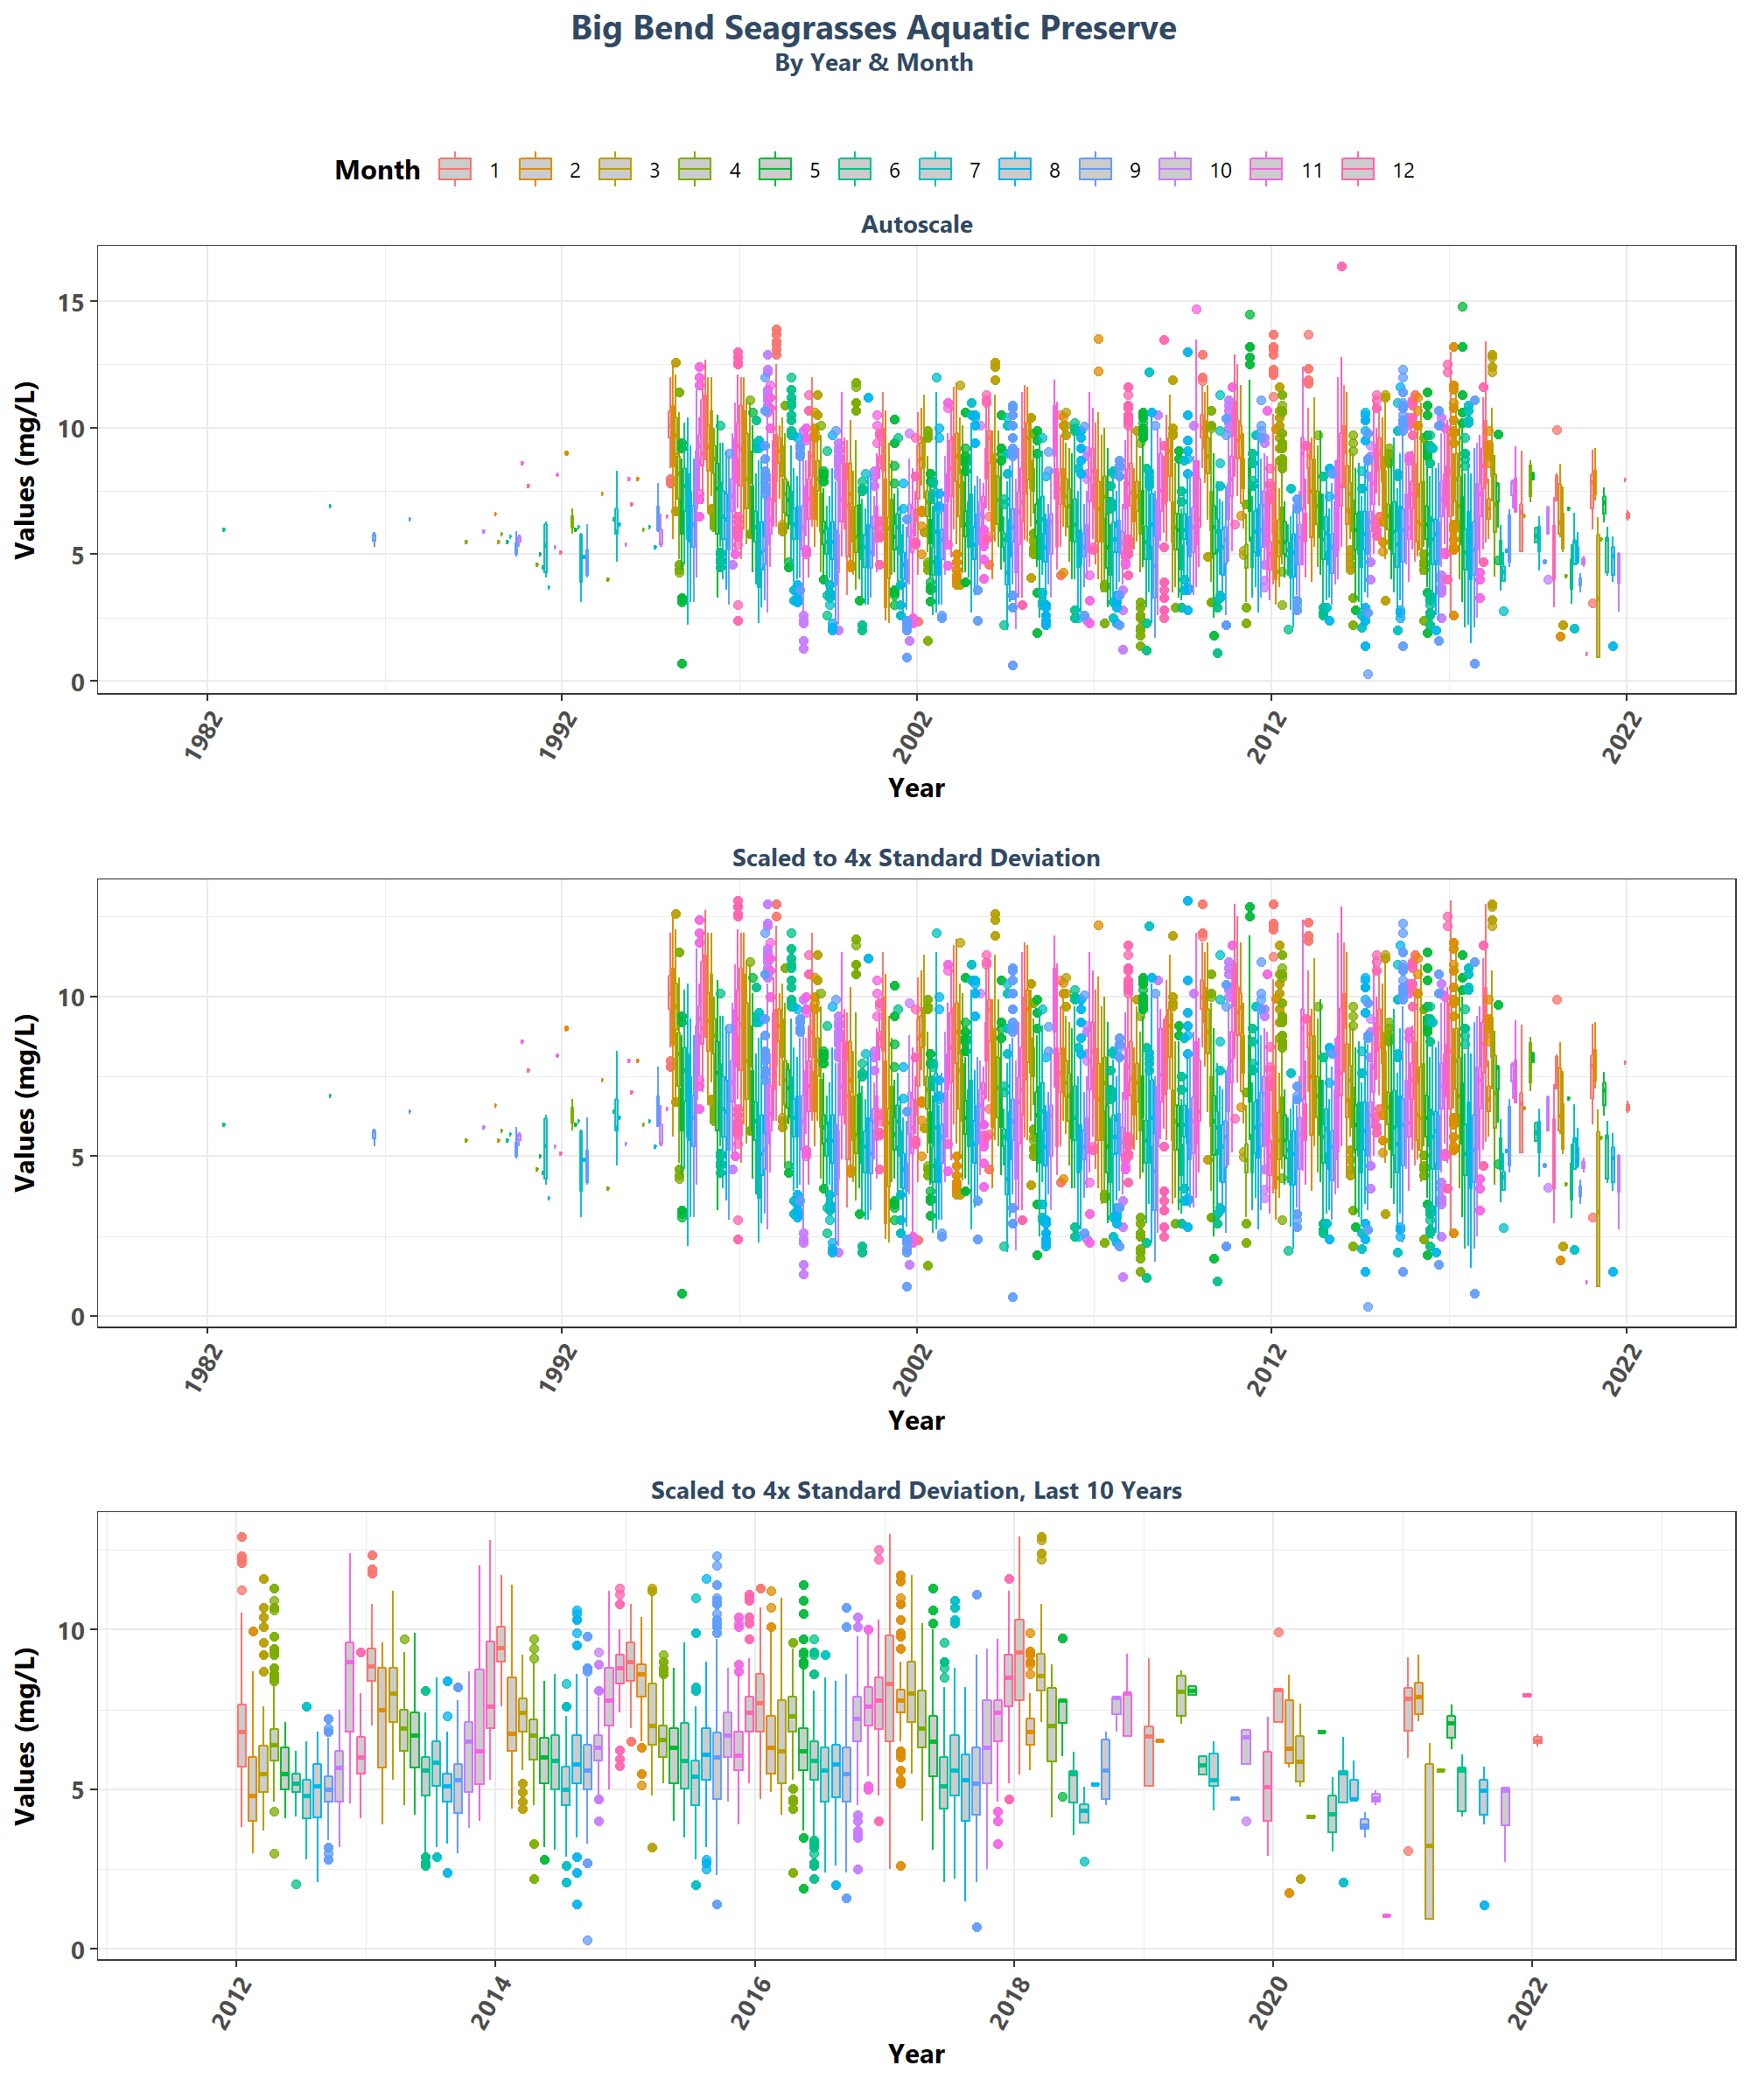 Big Bend Seagrasses Aquatic Preserve
By Year & Month
Month 1 2 3 4 5 6 7 8 9 10 11 12
Autoscale
Values (mg/L)
15
10
5
0
1982 1992 2002 2012 2022
Year
Scaled to 4x Standard Deviation
Values (mg/L)
10
5
0
1982 1992 2002 2012 2022
Year
Scaled to 4x Standard Deviation, Last 10 Years
Values (mg/L)
10
5
0
2012 2014 2016 2018 2020 2022
Year